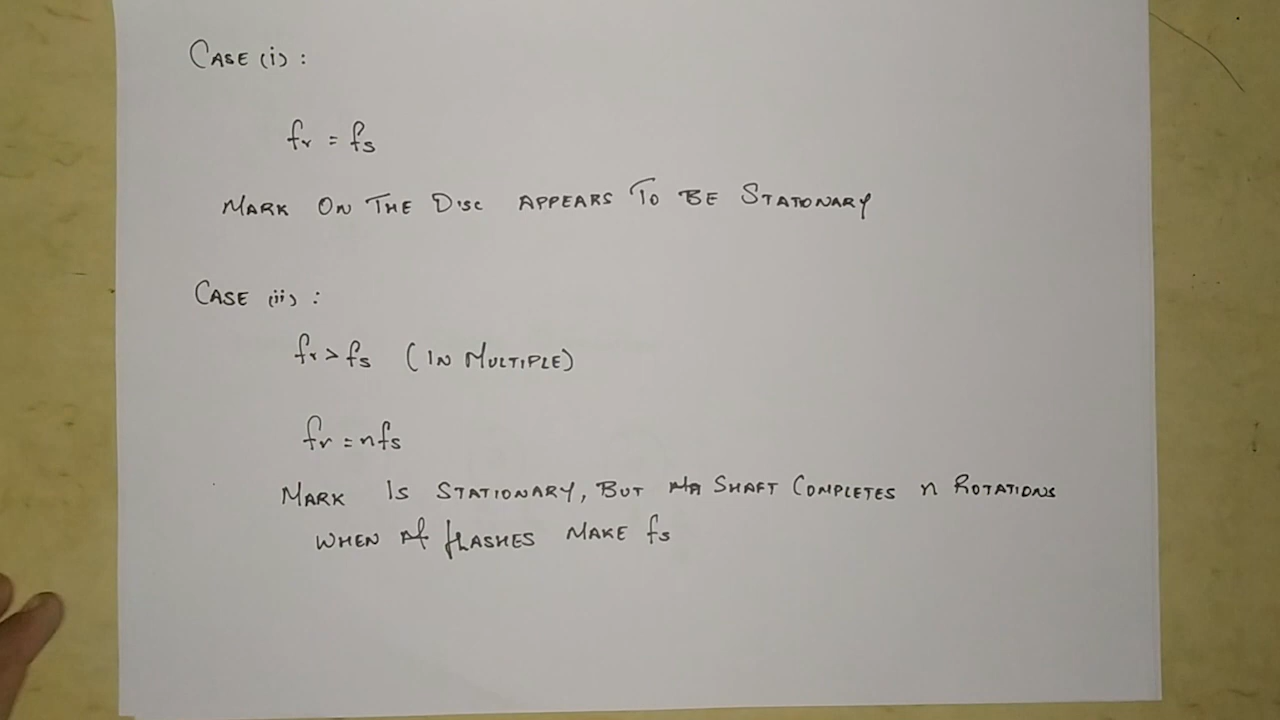 CASE (i) :
fr = fs
MARK ON THE DISC APPEARS TO BE STATIONARY
CASE (ii) :
fr > fs (IN MULTIPLE)
fr = nfs
MARK IS STATIONARY, BUT SHAFT COMPLETES n ROTATIONS
WHEN FLASHES MAKE fs